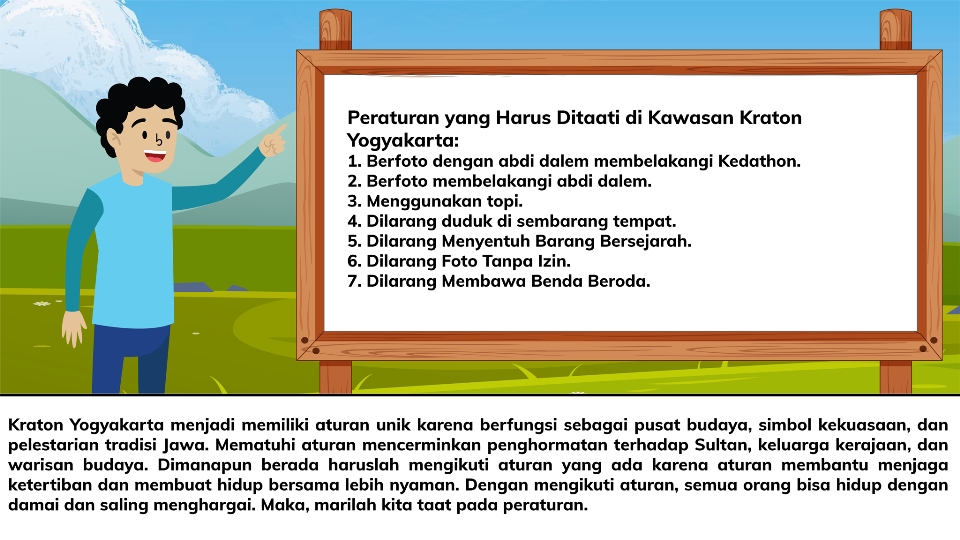 Peraturan yang Harus Ditaati di Kawasan Kraton
Yogyakarta:
1. Berfoto dengan abdi dalem membelakangi Kedathon.
2. Berfoto membelakangi abdi dalem.
3. Menggunakan topi.
4. Dilarang duduk di sembarang tempat.
5. Dilarang Menyentuh Barang Bersejarah.
6. Dilarang Foto Tanpa Izin.
7. Dilarang Membawa Benda Beroda.
Kraton Yogyakarta menjadi memiliki aturan unik karena berfungsi sebagai pusat budaya, simbol kekuasaan, dan
pelestarian tradisi Jawa. Mematuhi aturan mencerminkan penghormatan terhadap Sultan, keluarga kerajaan, dan
warisan budaya. Dimanapun berada haruslah mengikuti aturan yang ada karena aturan membantu menjaga
ketertiban dan membuat hidup bersama lebih nyaman. Dengan mengikuti aturan, semua orang bisa hidup dengan
damai dan saling menghargai. Maka, marilah kita taat pada peraturan.